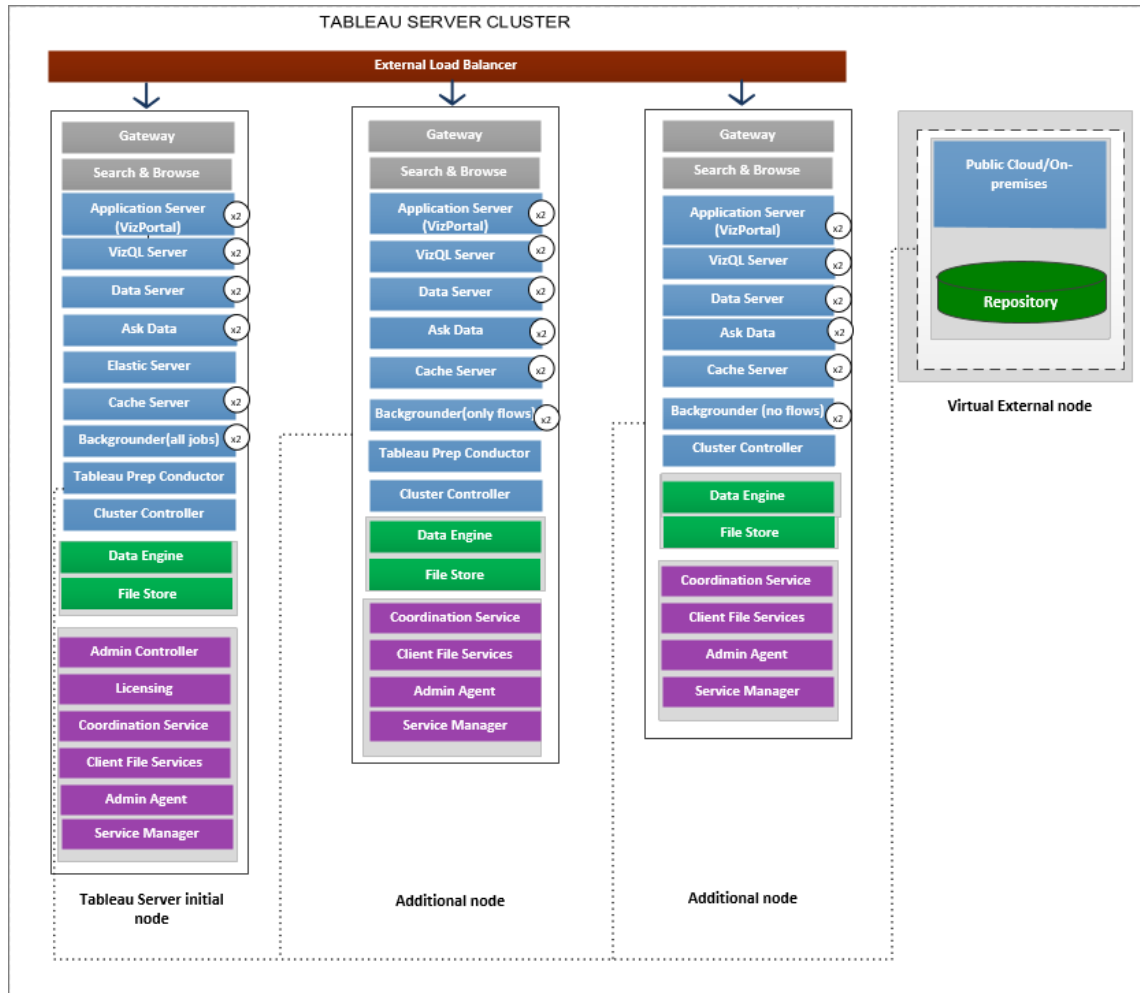 TABLEAU SERVER CLUSTER
External Load Balancer
Gateway
Search & Browse
Application Server
(VizPortal)
x2
VizQL Server
x2
Data Server
x2
Ask Data
x2
Elastic Server
Cache Server
x2
Backgrounder(all jobs)
x2
Tableau Prep Conductor
Cluster Controller
Data Engine
File Store
Admin Controller
Licensing
Coordination Service
Client File Services
Admin Agent
Service Manager
Tableau Server initial
node
Gateway
Search & Browse
Application Server
(VizPortal)
x2
VizQL Server
x2
Data Server
x2
Ask Data
x2
Cache Server
x2
Backgrounder(only flows)
x2
Tableau Prep Conductor
Cluster Controller
Data Engine
File Store
Coordination Service
Client File Services
Admin Agent
Service Manager
Additional node
Gateway
Search & Browse
Application Server
(VizPortal)
x2
VizQL Server
x2
Data Server
x2
Ask Data
x2
Cache Server
x2
Backgrounder (no flows)
x2
Cluster Controller
Data Engine
File Store
Coordination Service
Client File Services
Admin Agent
Service Manager
Additional node
Public Cloud/On-
premises
Repository
Virtual External node